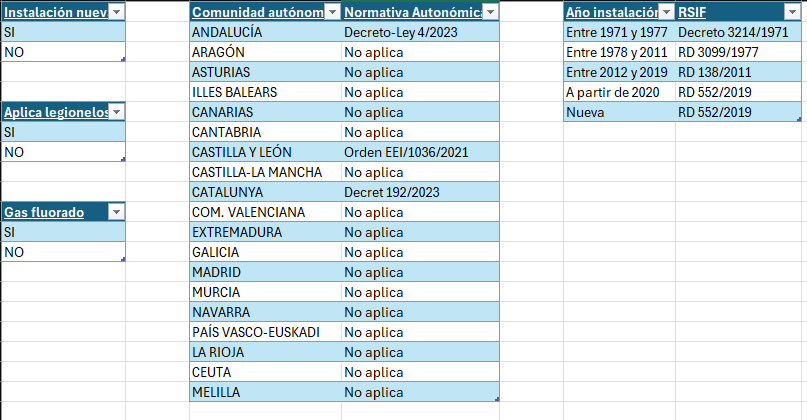 Instalación nuev
SI
NO
Aplica legionelos
SI
NO
Gas fluorado
SI
NO
Comunidad autónom Normativa Autonómic
ANDALUCÍA Decreto-Ley 4/2023
ARAGÓN No aplica
ASTURIAS No aplica
ILLES BALEARS No aplica
CANARIAS No aplica
CANTABRIA No aplica
CASTILLA Y LEÓN Orden EEI/1036/2021
CASTILLA-LA MANCHA No aplica
CATALUNYA Decret 192/2023
COM. VALENCIANA No aplica
EXTREMADURA No aplica
GALICIA No aplica
MADRID No aplica
MURCIA No aplica
NAVARRA No aplica
PAÍS VASCO-EUSKADI No aplica
LA RIOJA No aplica
CEUTA No aplica
MELILLA No aplica
Año instalación RSIF
Entre 1971 y 1977 Decreto 3214/1971
Entre 1978 y 2011 RD 3099/1977
Entre 2012 y 2019 RD 138/2011
A partir de 2020 RD 552/2019
Nueva RD 552/2019